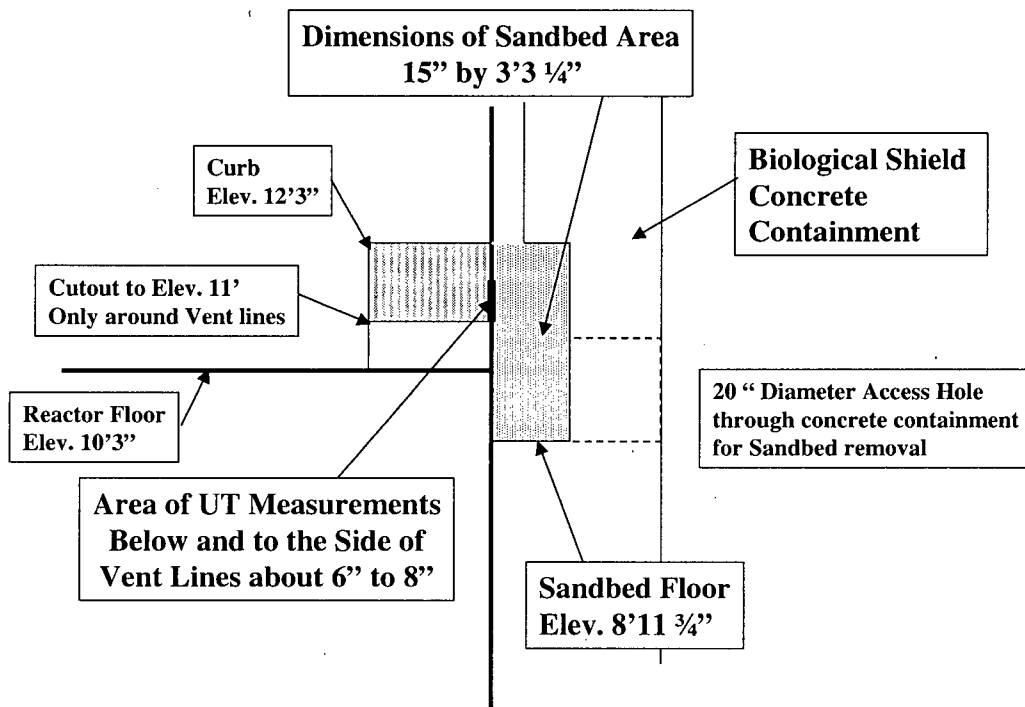 Dimensions of Sandbed Area
15” by 3’3 ¼”
Curb
Elev. 12’3”
Biological Shield
Concrete
Containment
Cutout to Elev. 11’
Only around Vent lines
Reactor Floor
Elev. 10’3”
20 “ Diameter Access Hole
through concrete containment
for Sandbed removal
Area of UT Measurements
Below and to the Side of
Vent Lines about 6” to 8”
Sandbed Floor
Elev. 8’11 ¾”